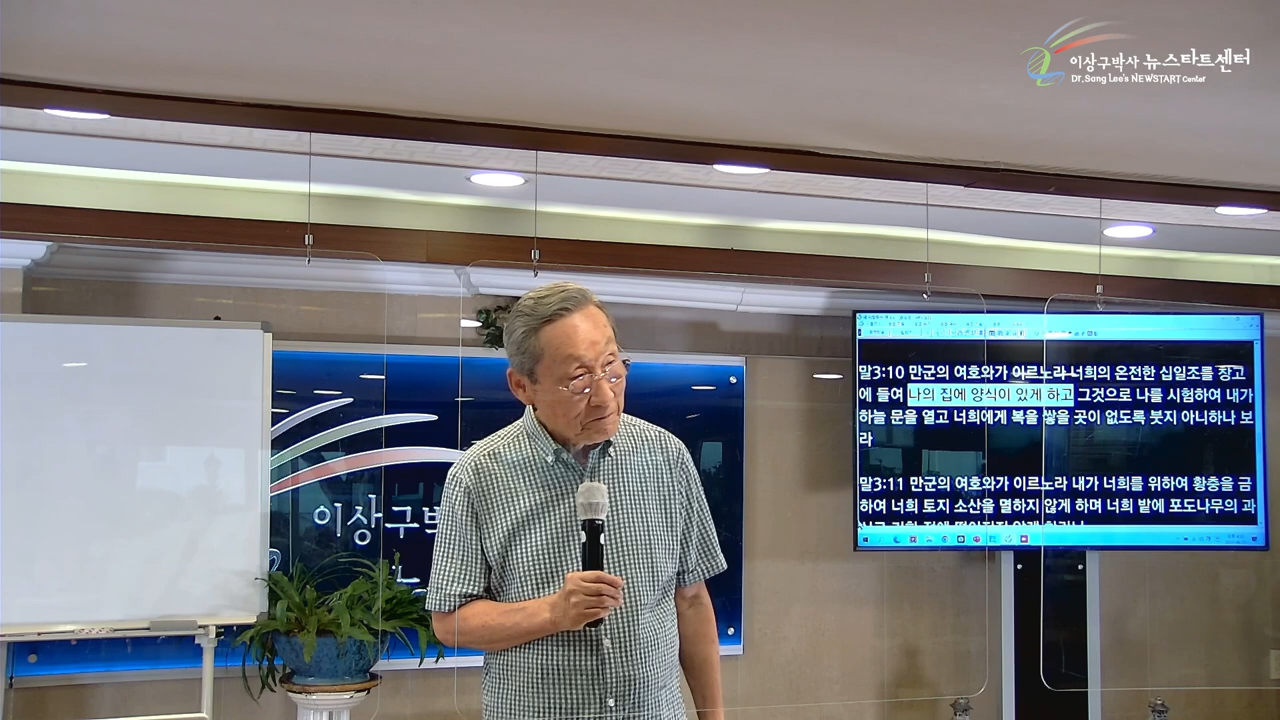 이상구박사 뉴스타트센터
Dr. Sang Lee's NEWSTART Center
말3:10 만군의 여호와가 이르노라 너희의 온전한 십일조를 창고
에 들여 나의 집에 양식이 있게 하고 그것으로 나를 시험하여 내가
하늘 문을 열고 너희에게 복을 쌓을 곳이 없도록 붓지 아니하나 보
라
말3:11 만군의 여호와가 이르노라 내가 너희를 위하여 황충을 금
하여 너희 토지 소산을 멸하지 않게 하며 너희 밭에 포도나무의 과
이상구박